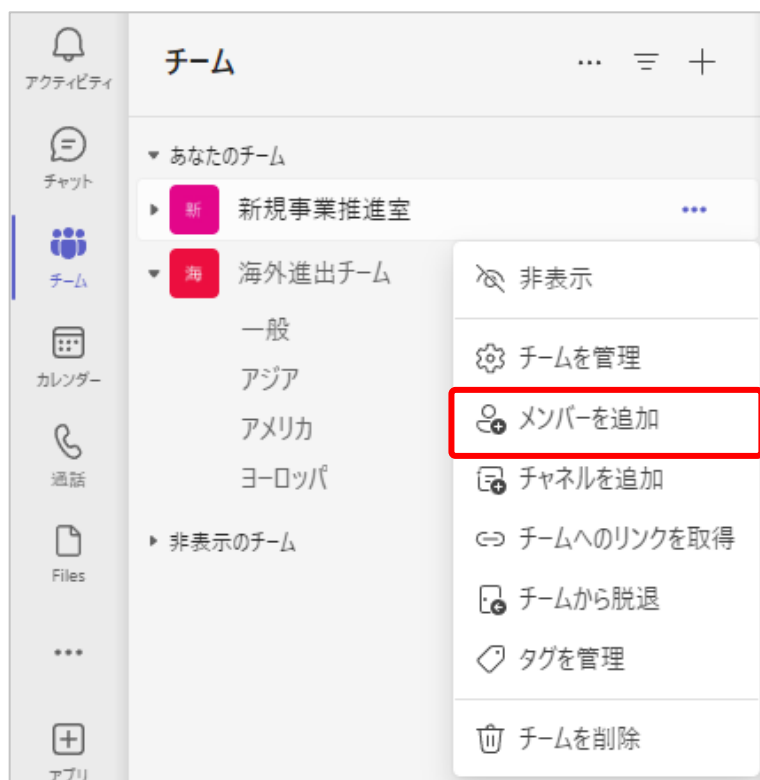 アクティビティ
チャット
チーム
カレンダー
通話
Files
アプリ
チーム
あなたのチーム
新 新規事業推進室
海 海外進出チーム
一般
アジア
アメリカ
ヨーロッパ
非表示のチーム
非表示
チームを管理
メンバーを追加
チャネルを追加
チームへのリンクを取得
チームから脱退
タグを管理
チームを削除